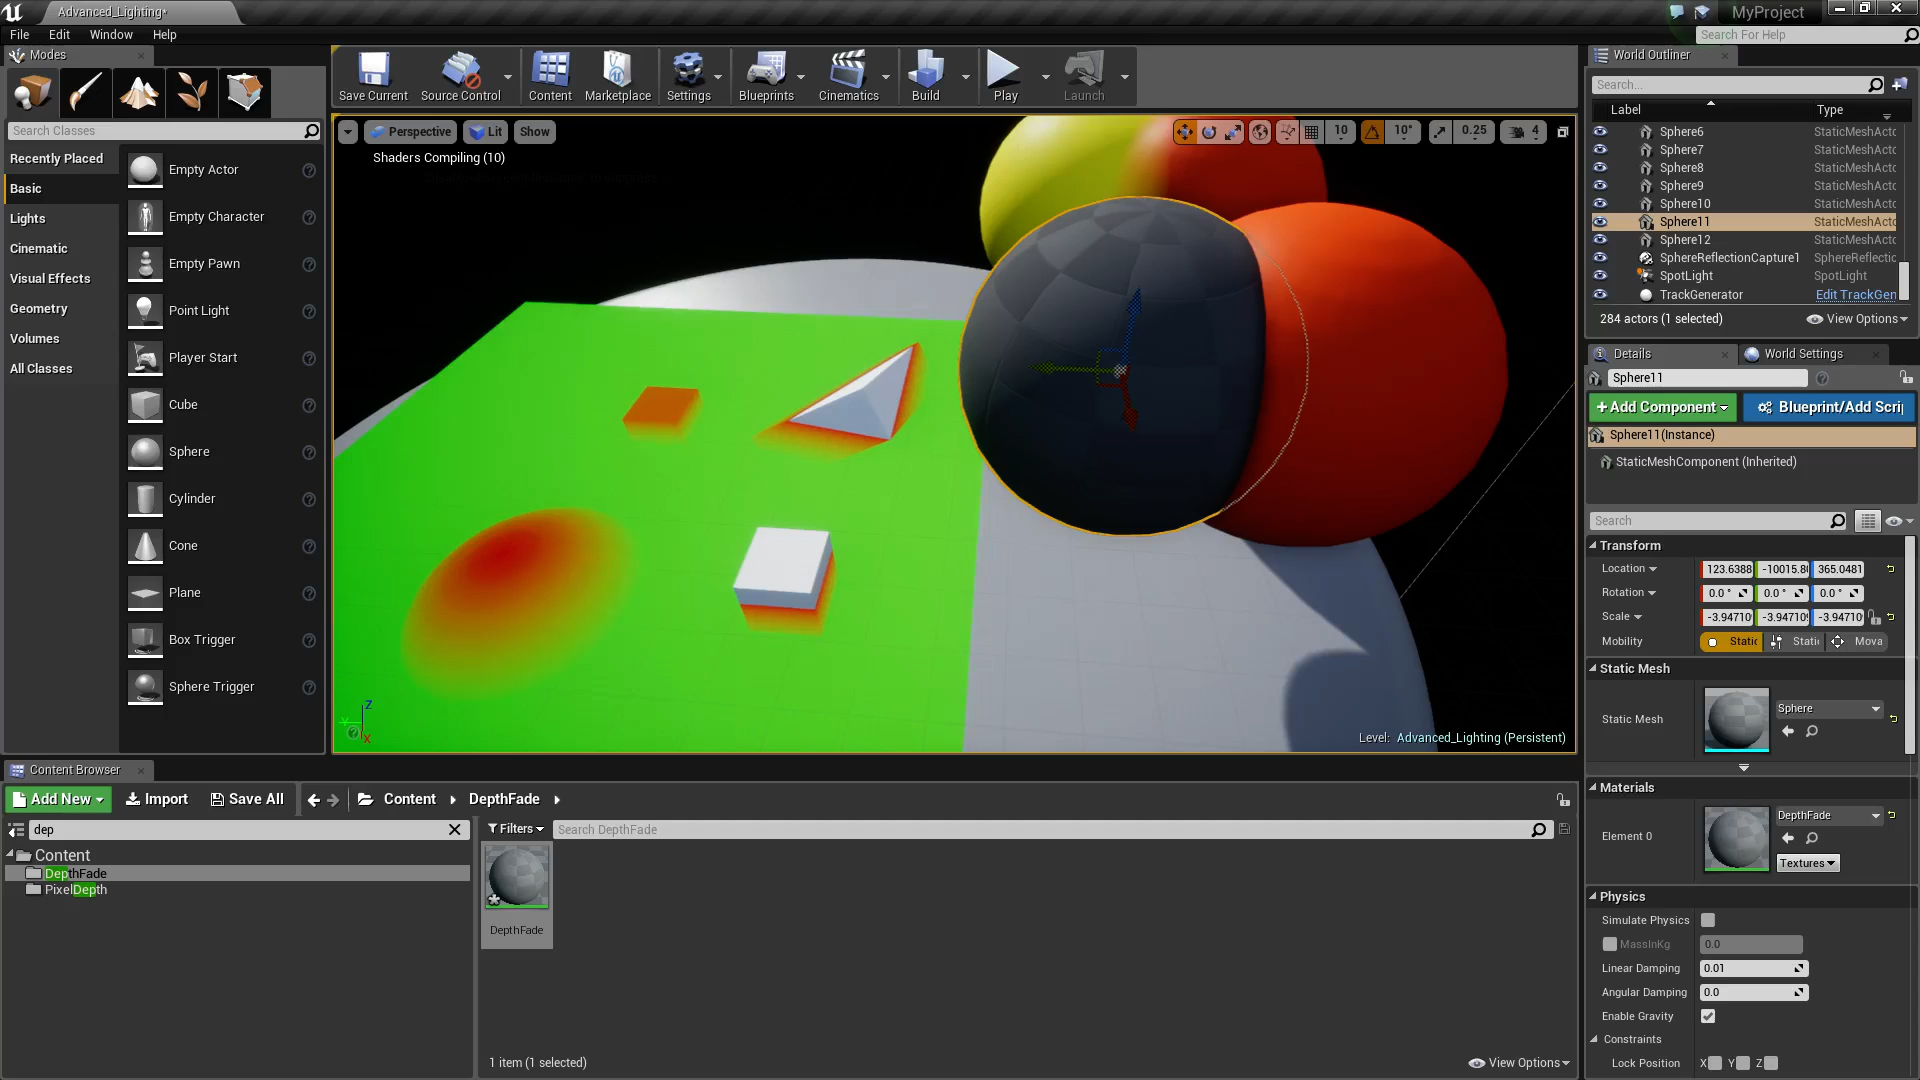 Advanced_Lighting*
MyProject
File Edit Window Help
Search For Help
Modes
Search Classes
Recently Placed
Basic
Lights
Cinematic
Visual Effects
Geometry
Volumes
All Classes
Empty Actor
Empty Character
Empty Pawn
Point Light
Player Start
Cube
Sphere
Cylinder
Cone
Plane
Box Trigger
Sphere Trigger
Save Current Source Control Content Marketplace Settings Blueprints Cinematics Build Play Launch
Perspective Lit Show
10 10° 0.25 4
Shaders Compiling (10)
Z
X
Level: Advanced_Lighting (Persistent)
World Outliner
Search...
Label Type
Sphere6 StaticMeshActo
Sphere7 StaticMeshActo
Sphere8 StaticMeshActo
Sphere9 StaticMeshActo
Sphere10 StaticMeshActo
Sphere11 StaticMeshActo
Sphere12 StaticMeshActo
SphereReflectionCapture1 SphereReflectio
SpotLight SpotLight
TrackGenerator Edit TrackGen
284 actors (1 selected) View Options
Details World Settings
Sphere11
+Add Component Blueprint/Add Scrip
Sphere11(Instance)
StaticMeshComponent (Inherited)
Search
Transform
Location 123.6388 -10015.80 365.0481
Rotation 0.0 ° 0.0 ° 0.0 °
Scale -3.94710 -3.94710 -3.94710
Mobility Static Static Mova
Static Mesh
Static Mesh Sphere
Materials
Element 0 DepthFade
Textures
Physics
Simulate Physics
MassInKg 0.0
Linear Damping 0.01
Angular Damping 0.0
Enable Gravity
Constraints
Lock Position X Y Z
Content Browser
Add New Import Save All Content DepthFade
dep
Content
DepthFade
PixelDepth
Filters Search DepthFade
DepthFade
1 item (1 selected) View Options